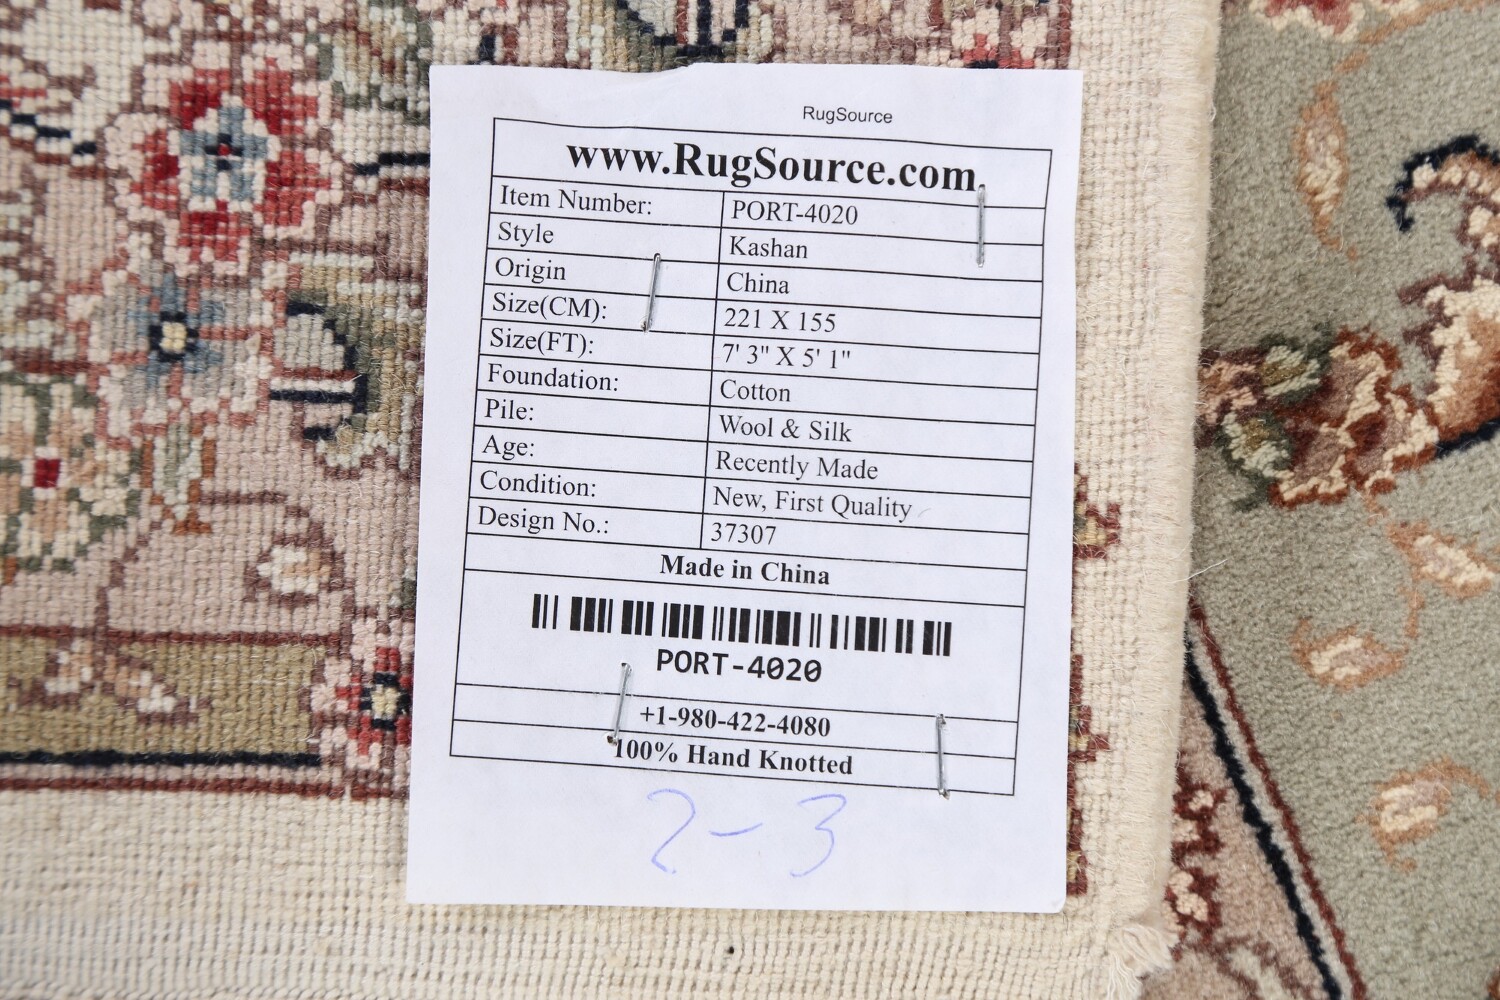 RugSource
www.RugSource.com
Item Number: PORT-4020
Style Kashan
Origin China
Size(CM): 221 X 155
Size(FT): 7' 3" X 5' 1"
Foundation: Cotton
Pile: Wool & Silk
Age: Recently Made
Condition: New, First Quality
Design No.: 37307
Made in China
PORT-4020
+1-980-422-4080
100% Hand Knotted
2-3